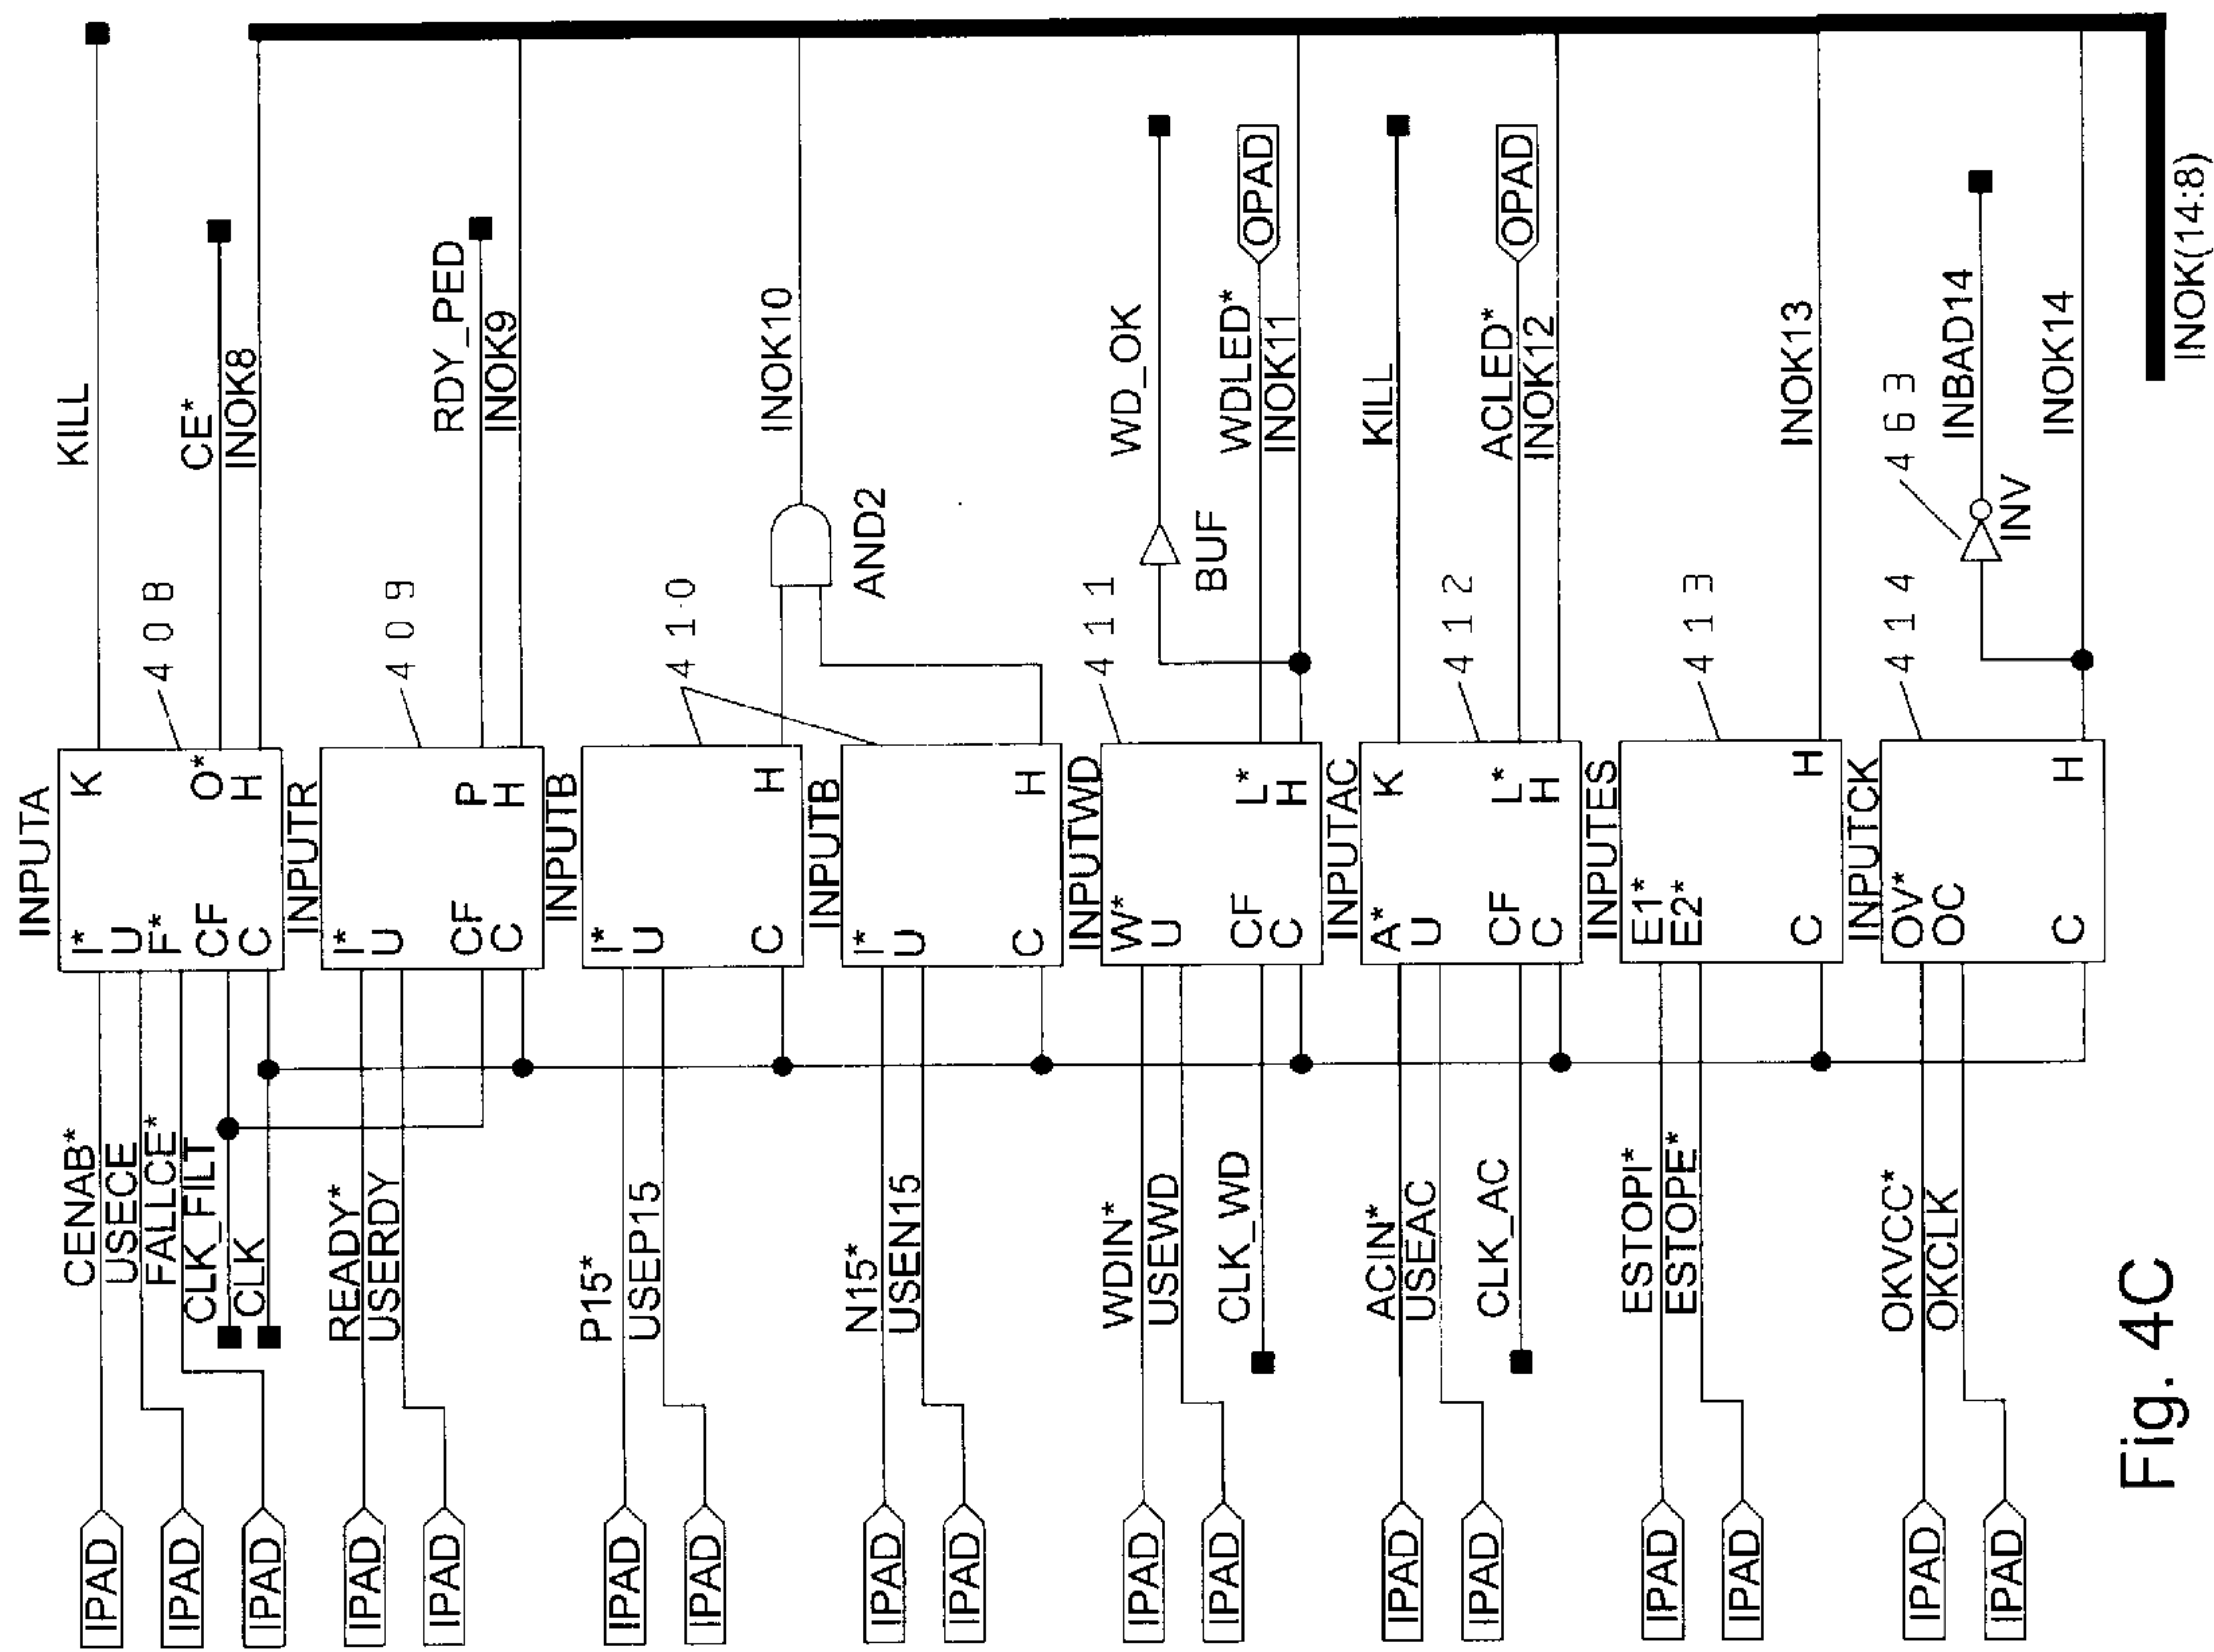 INPUTA
IPAD
CENAB*
I*
K
KILL
IPAD
USECE
U
IPAD
FALLCE*
F*
CLK_FILT
CF
O*
CE*
CLK
C
H
INOK8
408
INPUTR
IPAD
READY*
I*
IPAD
USERDY
U
CF
P
RDY_PED
C
H
INOK9
409
INPUTB
IPAD
P15*
I*
IPAD
USEP15
U
C
H
410
AND2
INOK10
INPUTB
IPAD
N15*
I*
IPAD
USEN15
U
C
H
INPUTWD
IPAD
WDIN*
W*
IPAD
USEWD
U
411
BUF
WD_OK
CLK_WD
CF
L*
WDLED*
OPAD
C
H
INOK11
INPUTAC
IPAD
ACIN*
A*
K
KILL
IPAD
USEAC
U
412
CLK_AC
CF
L*
ACLED*
OPAD
C
H
INOK12
INPUTES
IPAD
ESTOPI*
E1*
IPAD
ESTOPE*
E2*
413
C
H
INOK13
INPUTCK
IPAD
OKVCC*
OV*
IPAD
OKCLK
OC
414
463
INV
INBAD14
C
H
INOK14
INOK(14:8)
Fig. 4C